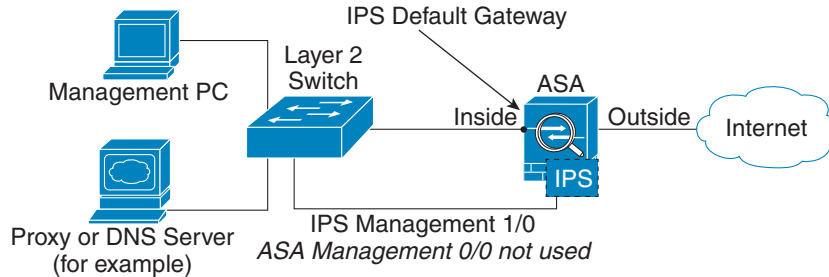 IPS Default Gateway
Layer 2
Switch
ASA
Management PC
Inside
Outside
Internet
IPS
Proxy or DNS Server
(for example)
IPS Management 1/0
ASA Management 0/0 not used